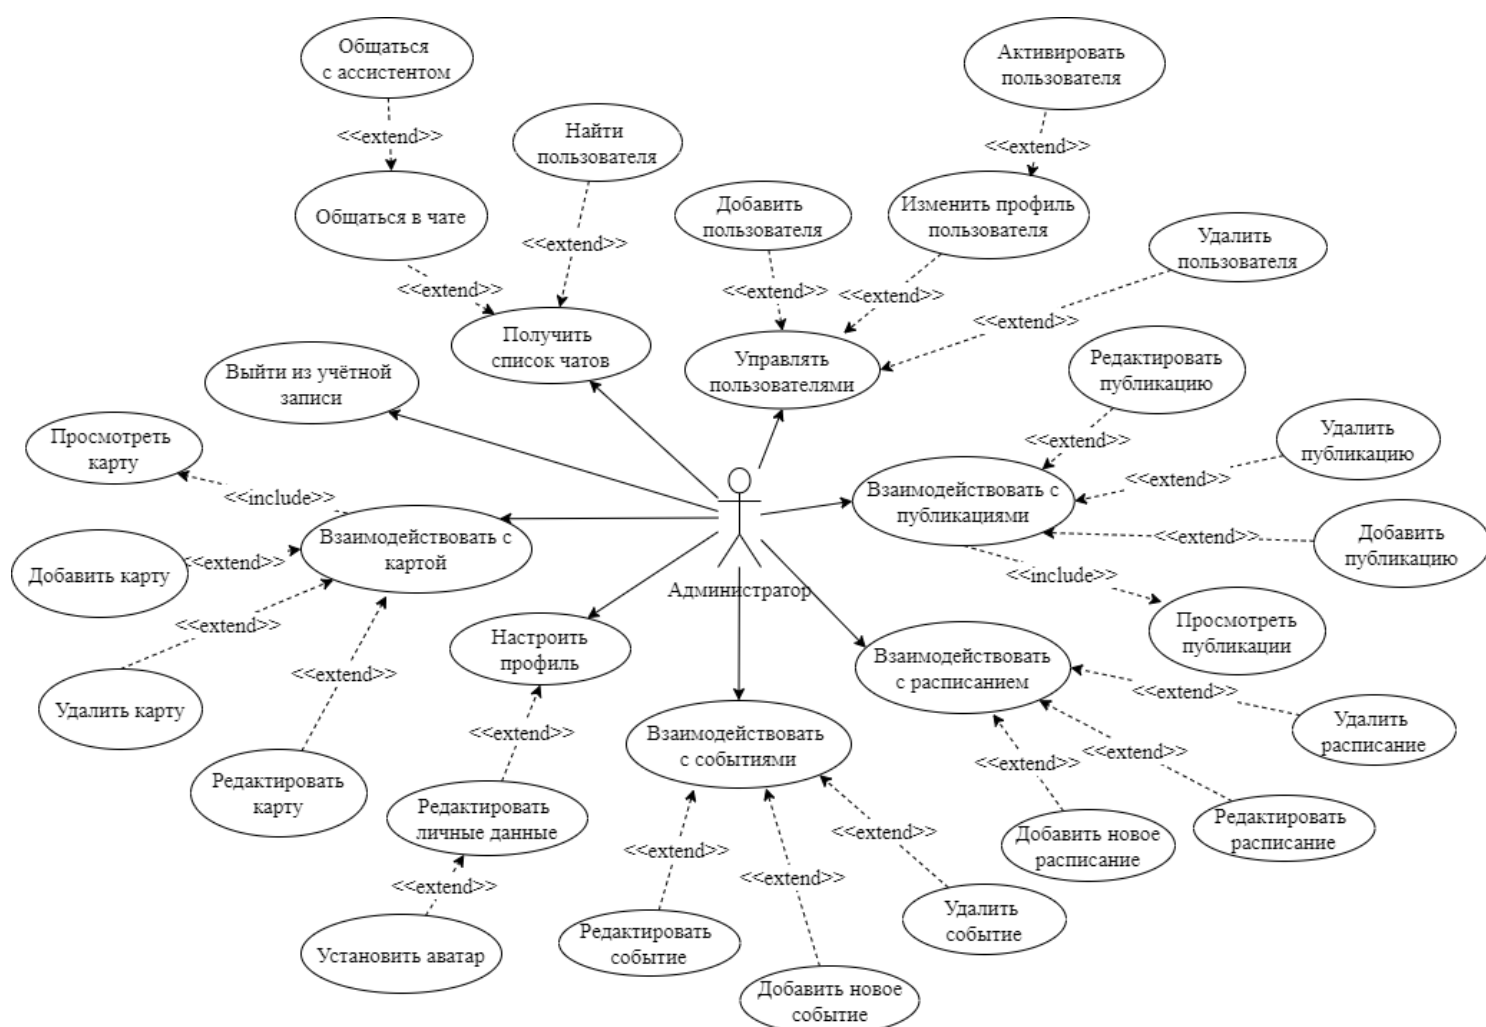 Общаться
с ассистентом
<<extend>>
Общаться в чате
<<extend>>
Найти
пользователя
<<extend>>
Получить
список чатов
Активировать
пользователя
<<extend>>
Изменить профиль
пользователя
<<extend>>
Добавить
пользователя
<<extend>>
Удалить
пользователя
<<extend>>
Управлять
пользователями
Выйти из учётной
записи
Просмотреть
карту
<<include>>
Взаимодействовать с
картой
Добавить карту
<<extend>>
Удалить карту
<<extend>>
Редактировать
карту
<<extend>>
Администратор
Редактировать
публикацию
<<extend>>
Удалить
публикацию
<<extend>>
Взаимодействовать с
публикациями
Добавить
публикацию
<<extend>>
<<include>>
Просмотреть
публикации
Настроить
профиль
<<extend>>
Редактировать
личные данные
<<extend>>
Установить аватар
Взаимодействовать
с событиями
<<extend>>
Редактировать
событие
<<extend>>
Добавить новое
событие
<<extend>>
Удалить
событие
Взаимодействовать
с расписанием
<<extend>>
Удалить
расписание
<<extend>>
Редактировать
расписание
<<extend>>
Добавить новое
расписание